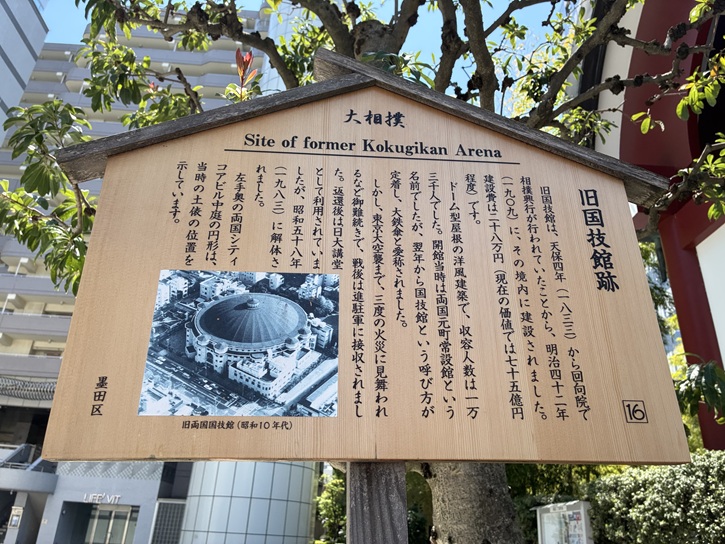 大相撲
Site of former Kokugikan Arena
旧国技館跡
旧国技館は、天保四年（一八三三）から回向院で
相撲興行が行われていたことから、明治四十二年
（一九〇九）に、その境内に建設されました。
建設費は二十八万円（現在の価値では七十五億円
程度）です。
ドーム型屋根の洋風建築で、収容人数は一万
三千人でした。開館当時は両国元町常設館という
名前でしたが、翌年から国技館という呼び方が
定着し、大鉄傘と愛称されました。
しかし、東京大空襲まで、三度の火災に見舞われ
るなど御難続きで、戦後は進駐軍に接収されまし
た。返還後は日大講堂
として利用されていま
したが、昭和五十八年
（一九八三）に解体さ
れました。
左手奥の両国シティ
コアビル中庭の円形は、
当時の土俵の位置を
示しています。
旧両国国技館（昭和10年代）
墨田区
16
LIFE VIT